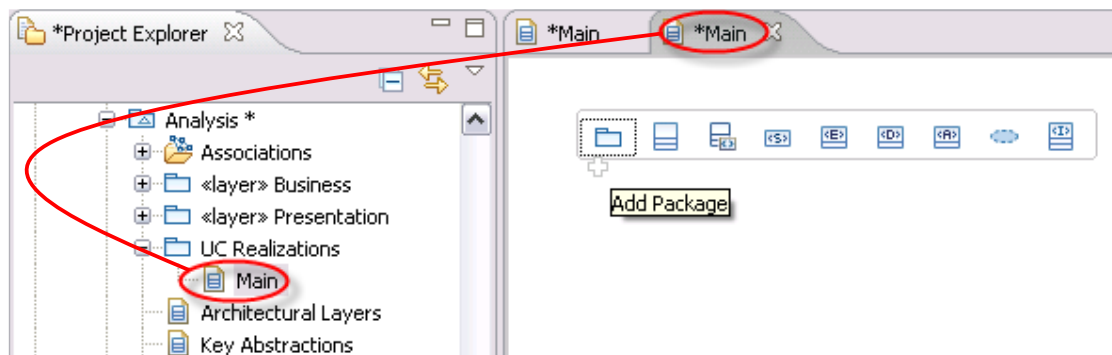 *Project Explorer
*Main
*Main
Analysis *
Associations
«layer» Business
«layer» Presentation
UC Realizations
Main
Architectural Layers
Key Abstractions
<S>
<E>
<D>
<A>
<I>
Add Package